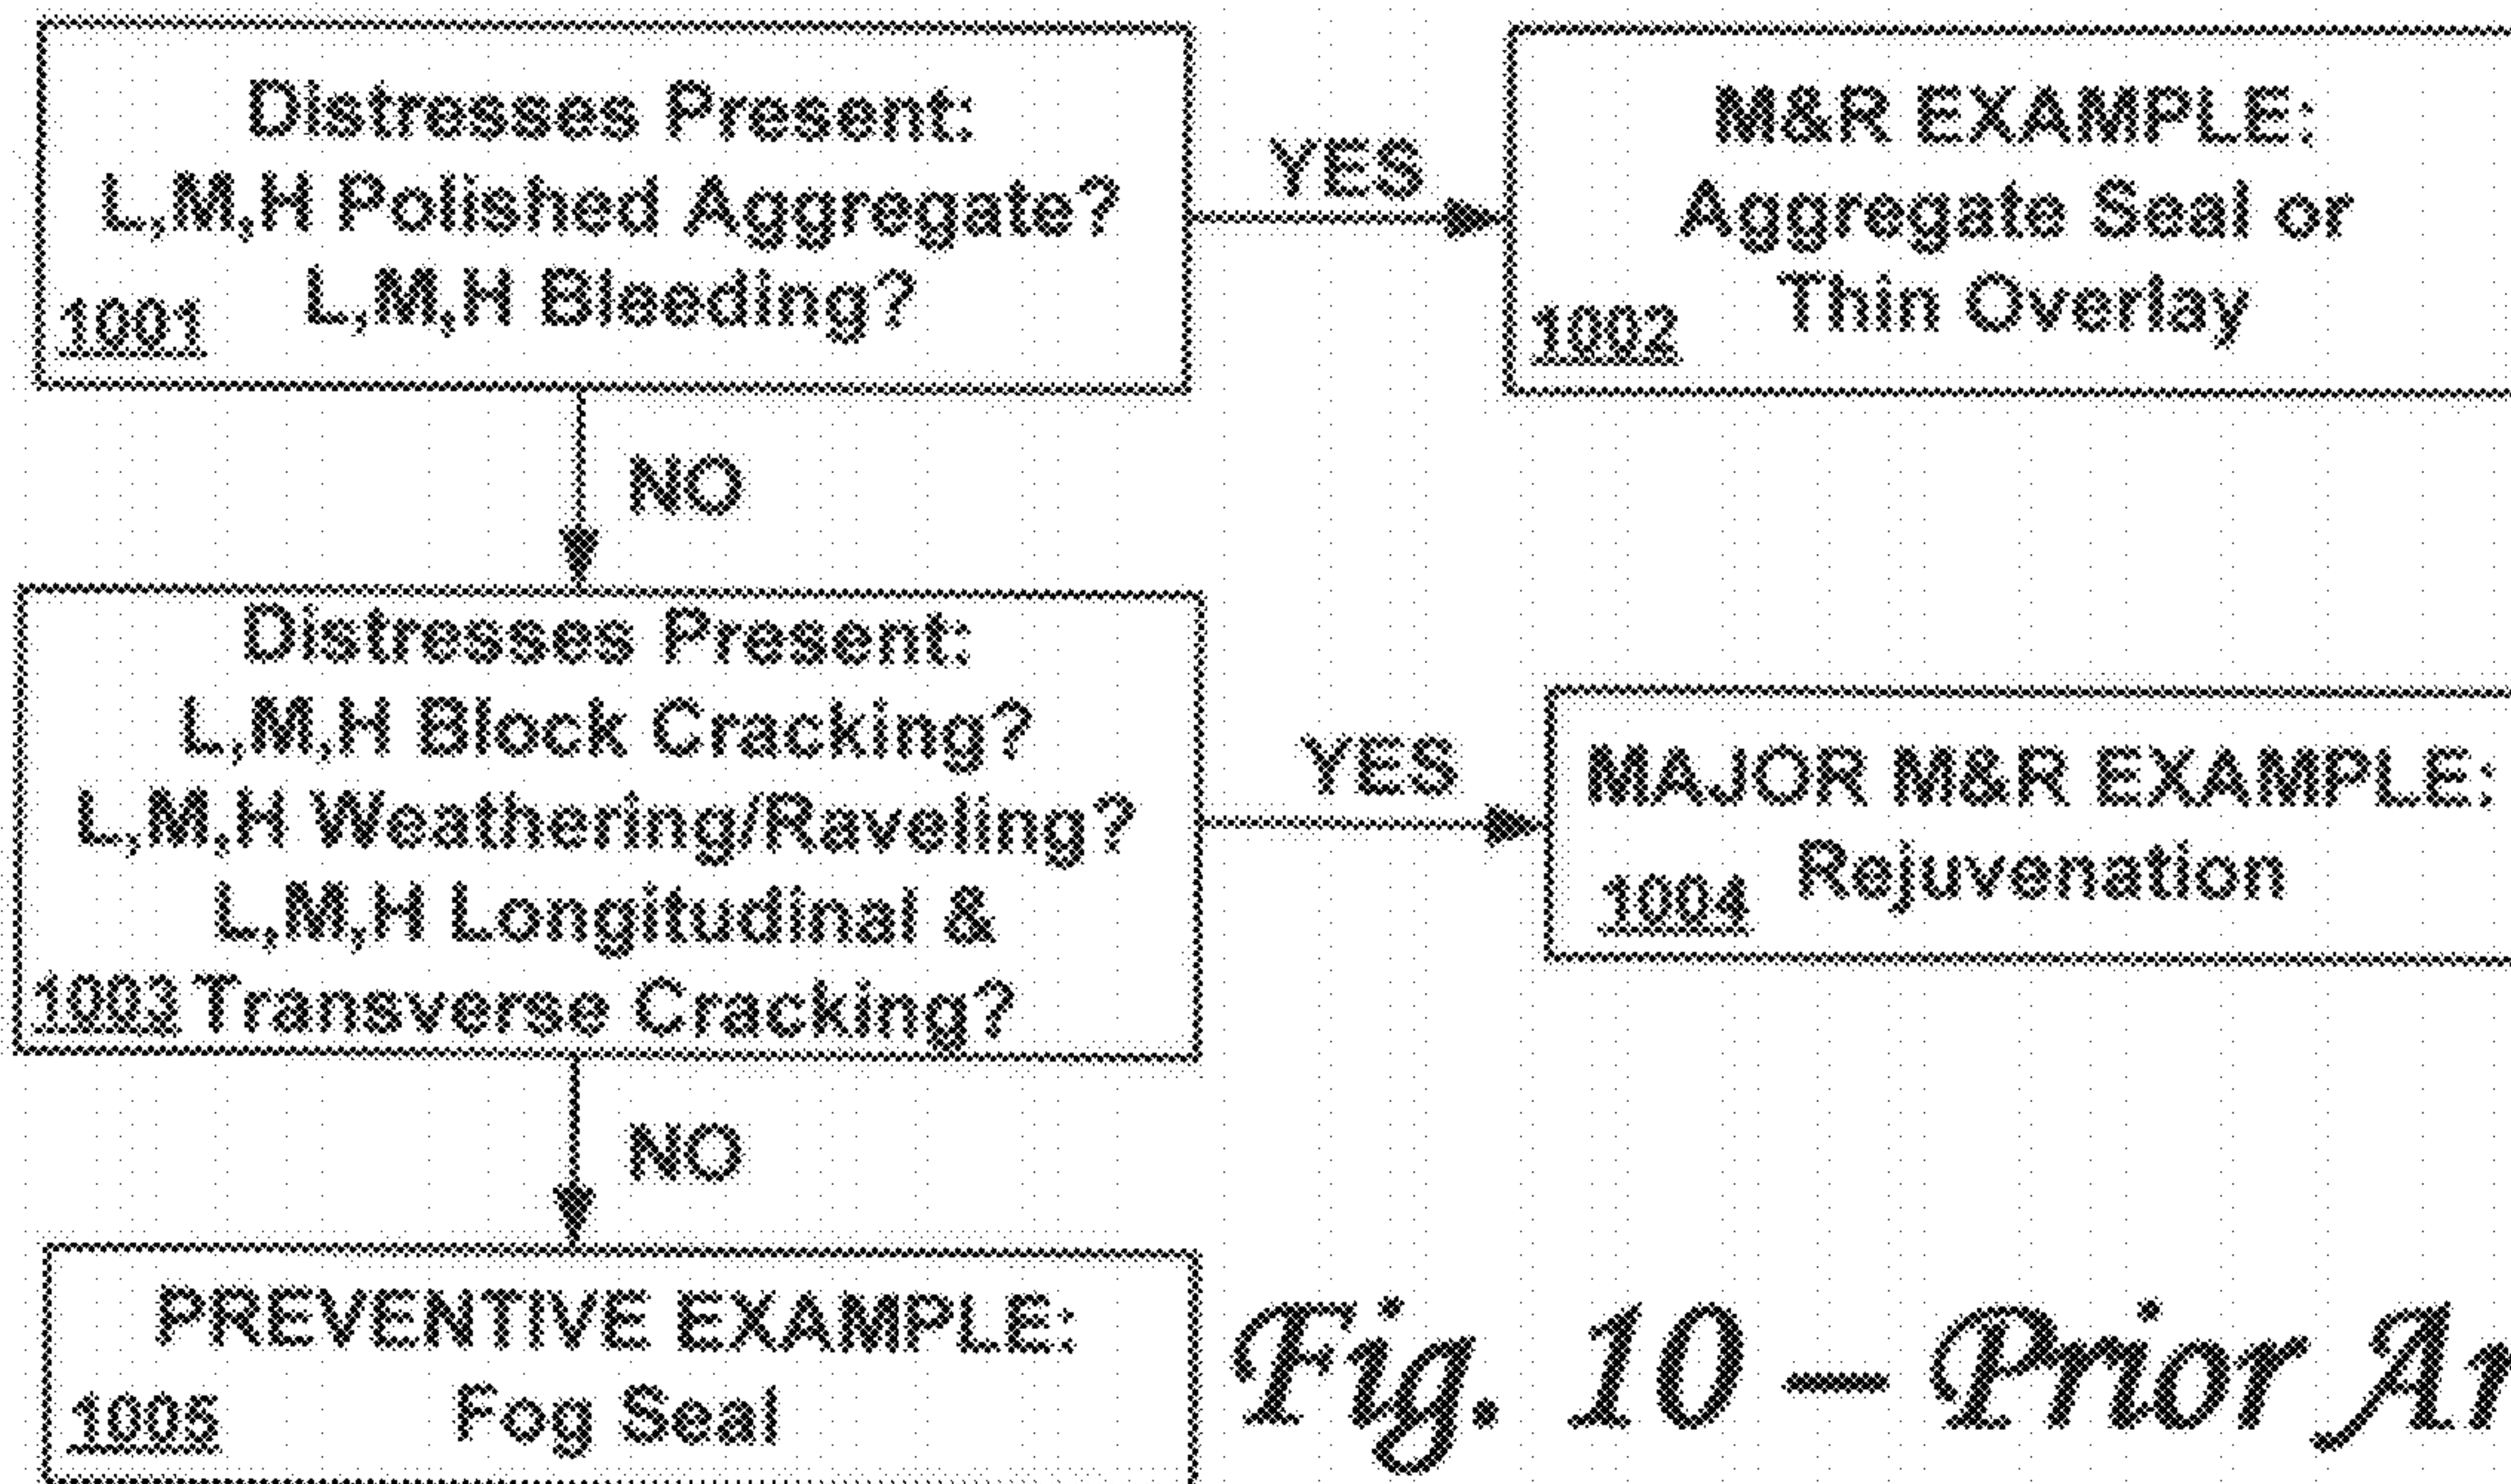 Distresses Present:
L,M,H Polished Aggregate?
L,M,H Bleeding?
1001
YES
M&R EXAMPLE:
Aggregate Seal or
Thin Overlay
1002
NO
Distresses Present:
L,M,H Block Cracking?
L,M,H Weathering/Raveling?
L,M,H Longitudinal &
1003 Transverse Cracking?
YES
MAJOR M&R EXAMPLE:
1004 Rejuvenation
NO
PREVENTIVE EXAMPLE:
1005 Fog Seal
Fig. 10 – Prior